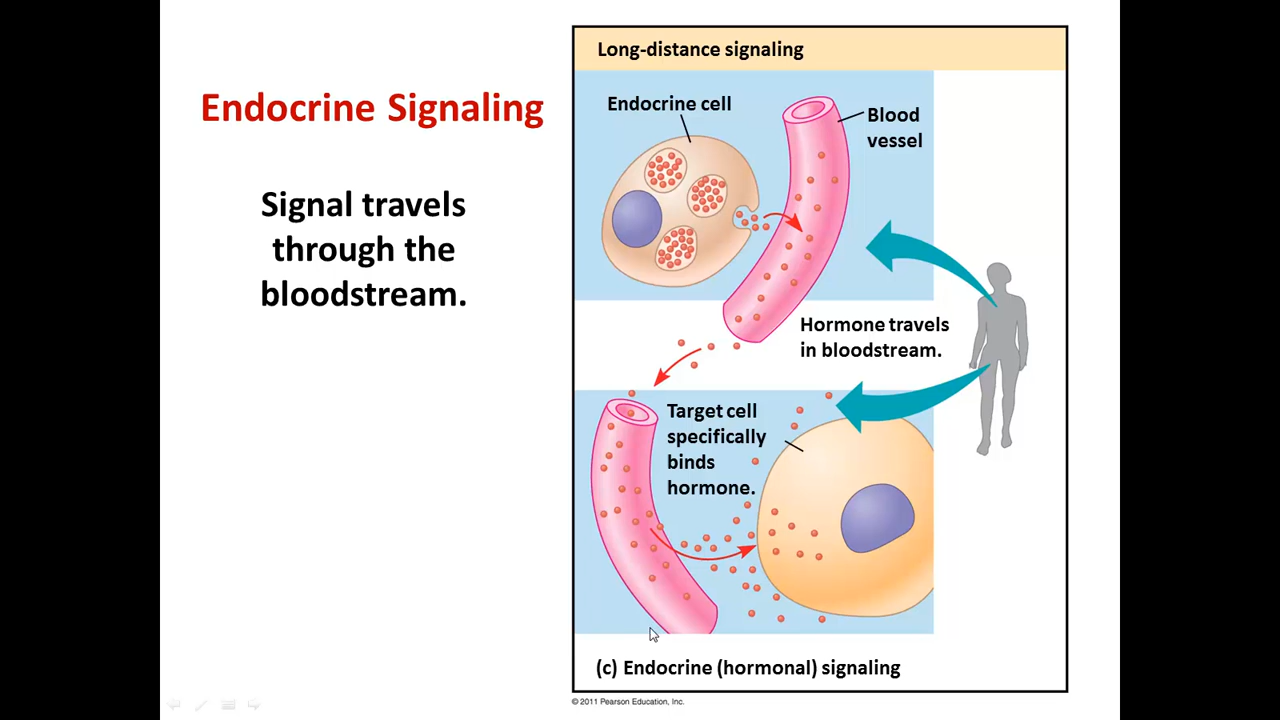 Endocrine Signaling
Signal travels
through the
bloodstream.
Long-distance signaling
Endocrine cell
Blood
vessel
Hormone travels
in bloodstream.
Target cell
specifically
binds
hormone.
(c) Endocrine (hormonal) signaling
© 2011 Pearson Education, Inc.